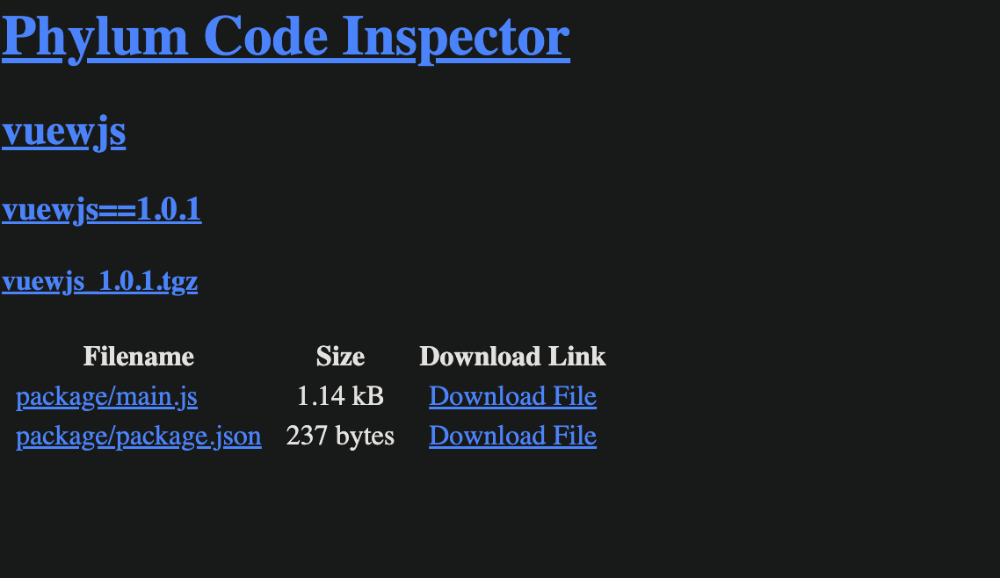 Phylum Code Inspector
vuewjs
vuewjs==1.0.1
vuewjs_1.0.1.tgz
Filename Size Download Link
package/main.js 1.14 kB Download File
package/package.json 237 bytes Download File